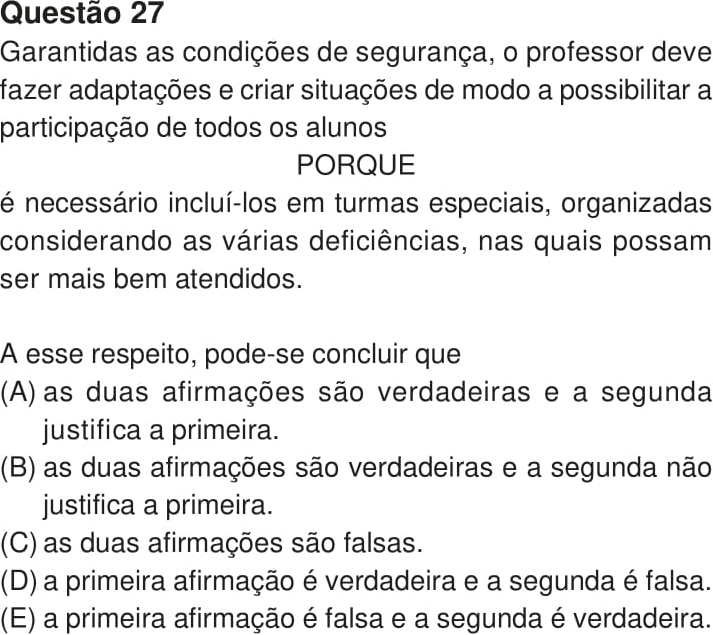 Questão 27
Garantidas as condições de segurança, o professor deve
fazer adaptações e criar situações de modo a possibilitar a
participação de todos os alunos
PORQUE
é necessário incluí-los em turmas especiais, organizadas
considerando as várias deficiências, nas quais possam
ser mais bem atendidos.
A esse respeito, pode-se concluir que
(A) as duas afirmações são verdadeiras e a segunda
justifica a primeira.
(B) as duas afirmações são verdadeiras e a segunda não
justifica a primeira.
(C) as duas afirmações são falsas.
(D) a primeira afirmação é verdadeira e a segunda é falsa.
(E) a primeira afirmação é falsa e a segunda é verdadeira.